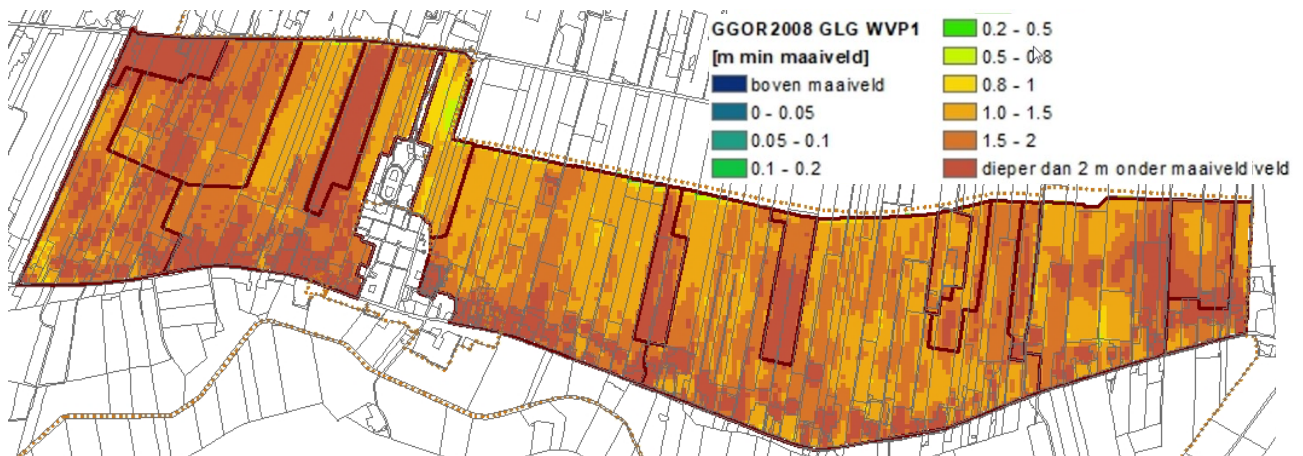 GGOR2008 GLG WVP1
[m min maaiveld]
boven maaiveld
0 - 0.05
0.05 - 0.1
0.1 - 0.2
0.2 - 0.5
0.5 - 0.8
0.8 - 1
1.0 - 1.5
1.5 - 2
dieper dan 2 m onder maaiveld iveld